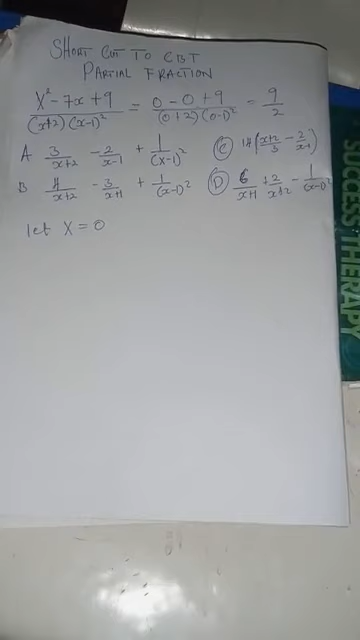 SHORT CUT TO CBT
PARTIAL FRACTION
x² - 7x + 9 / (x+2)(x-1)² = 0 - 0 + 9 / (0+2)(0-1)² = 9/2
A 3/x+2 - 2/x-1 + 1/(x-1)² C 14(x+2/3 - 2/x-1)
B 4/x+2 - 3/x+1 + 1/(x-1)² D 6/x+1 + 2/x+2 - 1/(x-1)²
let X = 0
SUCCESS THERAPY